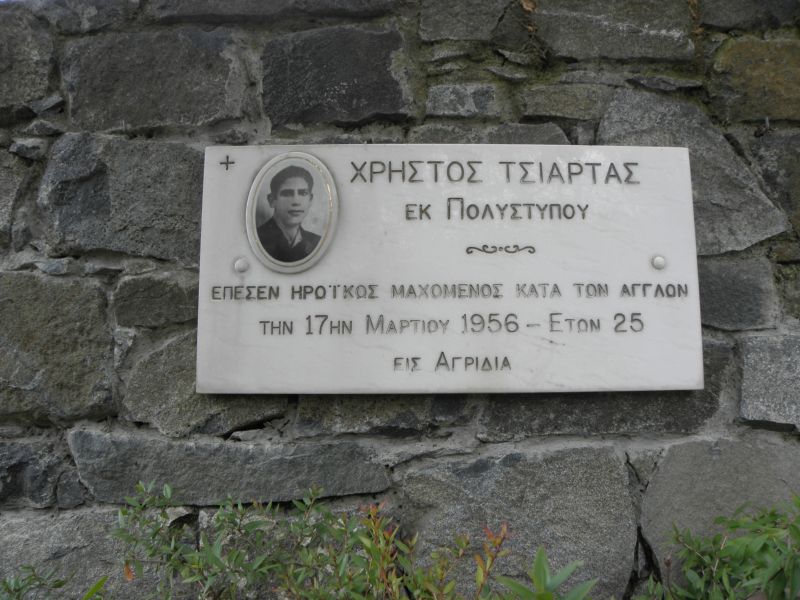 ΧΡΗΣΤΟΣ ΤΣΙΑΡΤΑΣ
ΕΚ ΠΟΛΥΣΤΥΠΟΥ
ΕΠΕΣΕΝ ΗΡΩΪΚΩΣ ΜΑΧΟΜΕΝΟΣ ΚΑΤΑ ΤΩΝ ΑΓΓΛΩΝ
ΤΗΝ 17ΗΝ ΜΑΡΤΙΟΥ 1956 – ΕΤΩΝ 25
ΕΙΣ ΑΓΡΙΔΙΑ